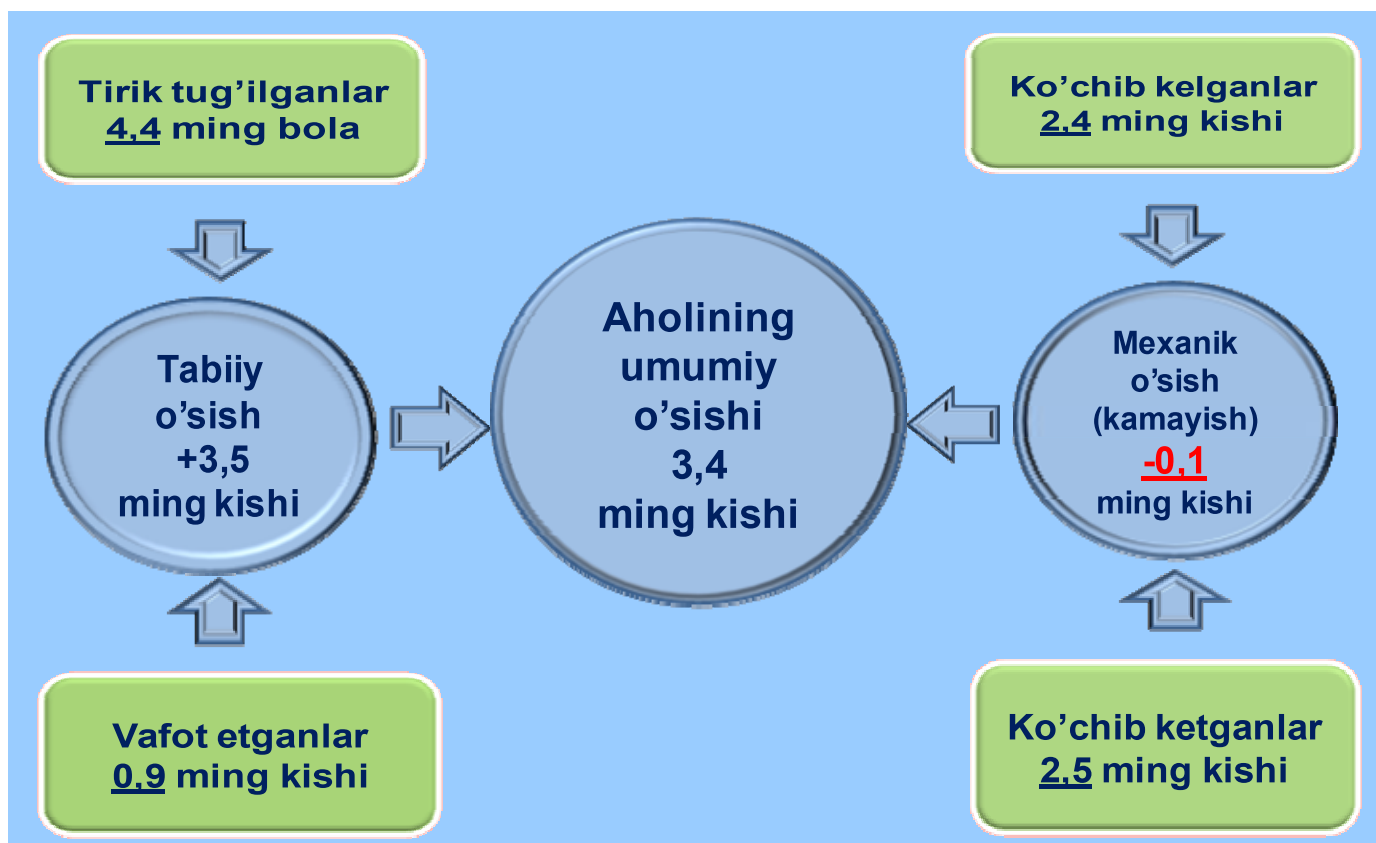 Tirik tug’ilganlar
4,4 ming bola
Ko’chib kelganlar
2,4 ming kishi
Tabiiy
o’sish
+3,5
ming kishi
Aholining
umumiy
o’sishi
3,4
ming kishi
Mexanik
o’sish
(kamayish)
-0,1
ming kishi
Vafot etganlar
0,9 ming kishi
Ko’chib ketganlar
2,5 ming kishi